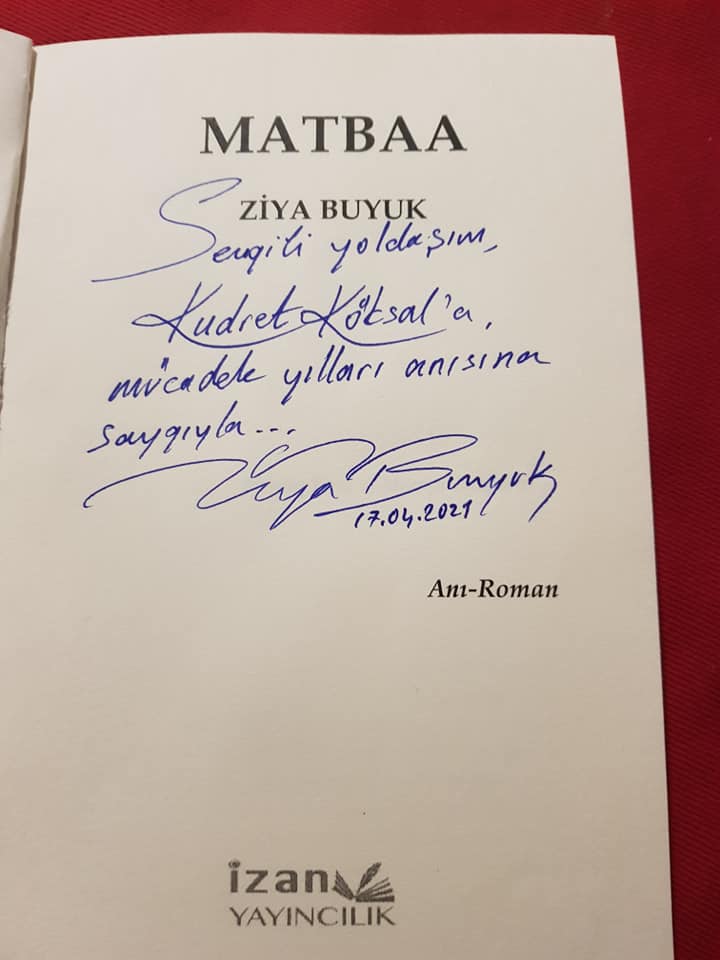 MATBAA
ZİYA BUYUK
Sevgili yoldaşım,
Kudret Köksal'a,
mücadele yılları anısına
saygıyla...
Ziya Buyuk
17.04.2021
Anı-Roman
izan
YAYINCILIK